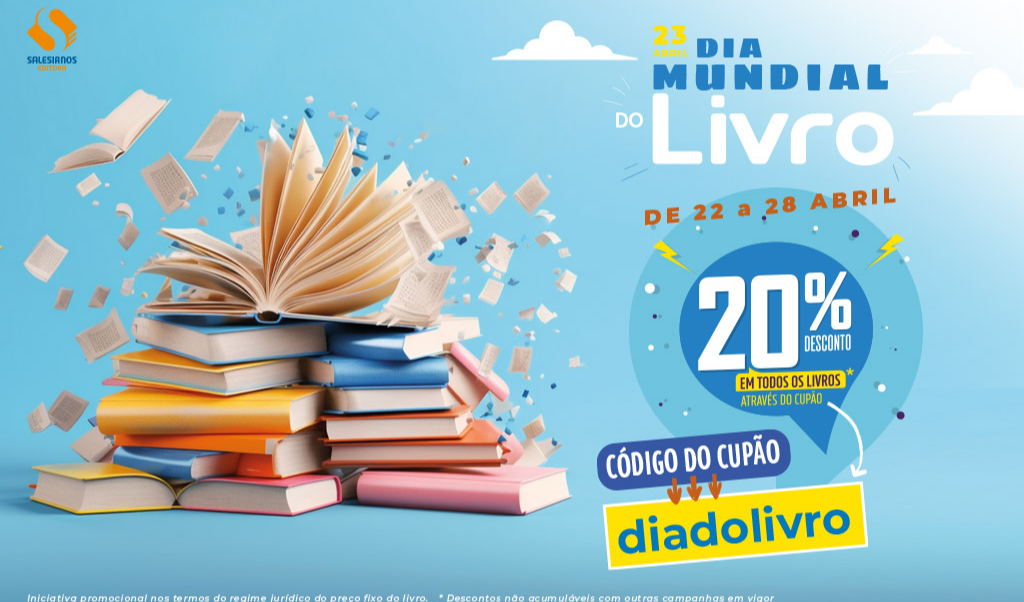 SALESIANOS
EDITORA
23
ABRIL
DIA
MUNDIAL
DO Livro
DE 22 a 28 ABRIL
20%
DESCONTO
EM TODOS OS LIVROS*
ATRAVÉS DO CUPÃO
CÓDIGO DO CUPÃO
diadolivro
Iniciativa promocional nos termos do regime jurídico do preço fixo do livro. * Descontos não acumuláveis com outras campanhas em vigor